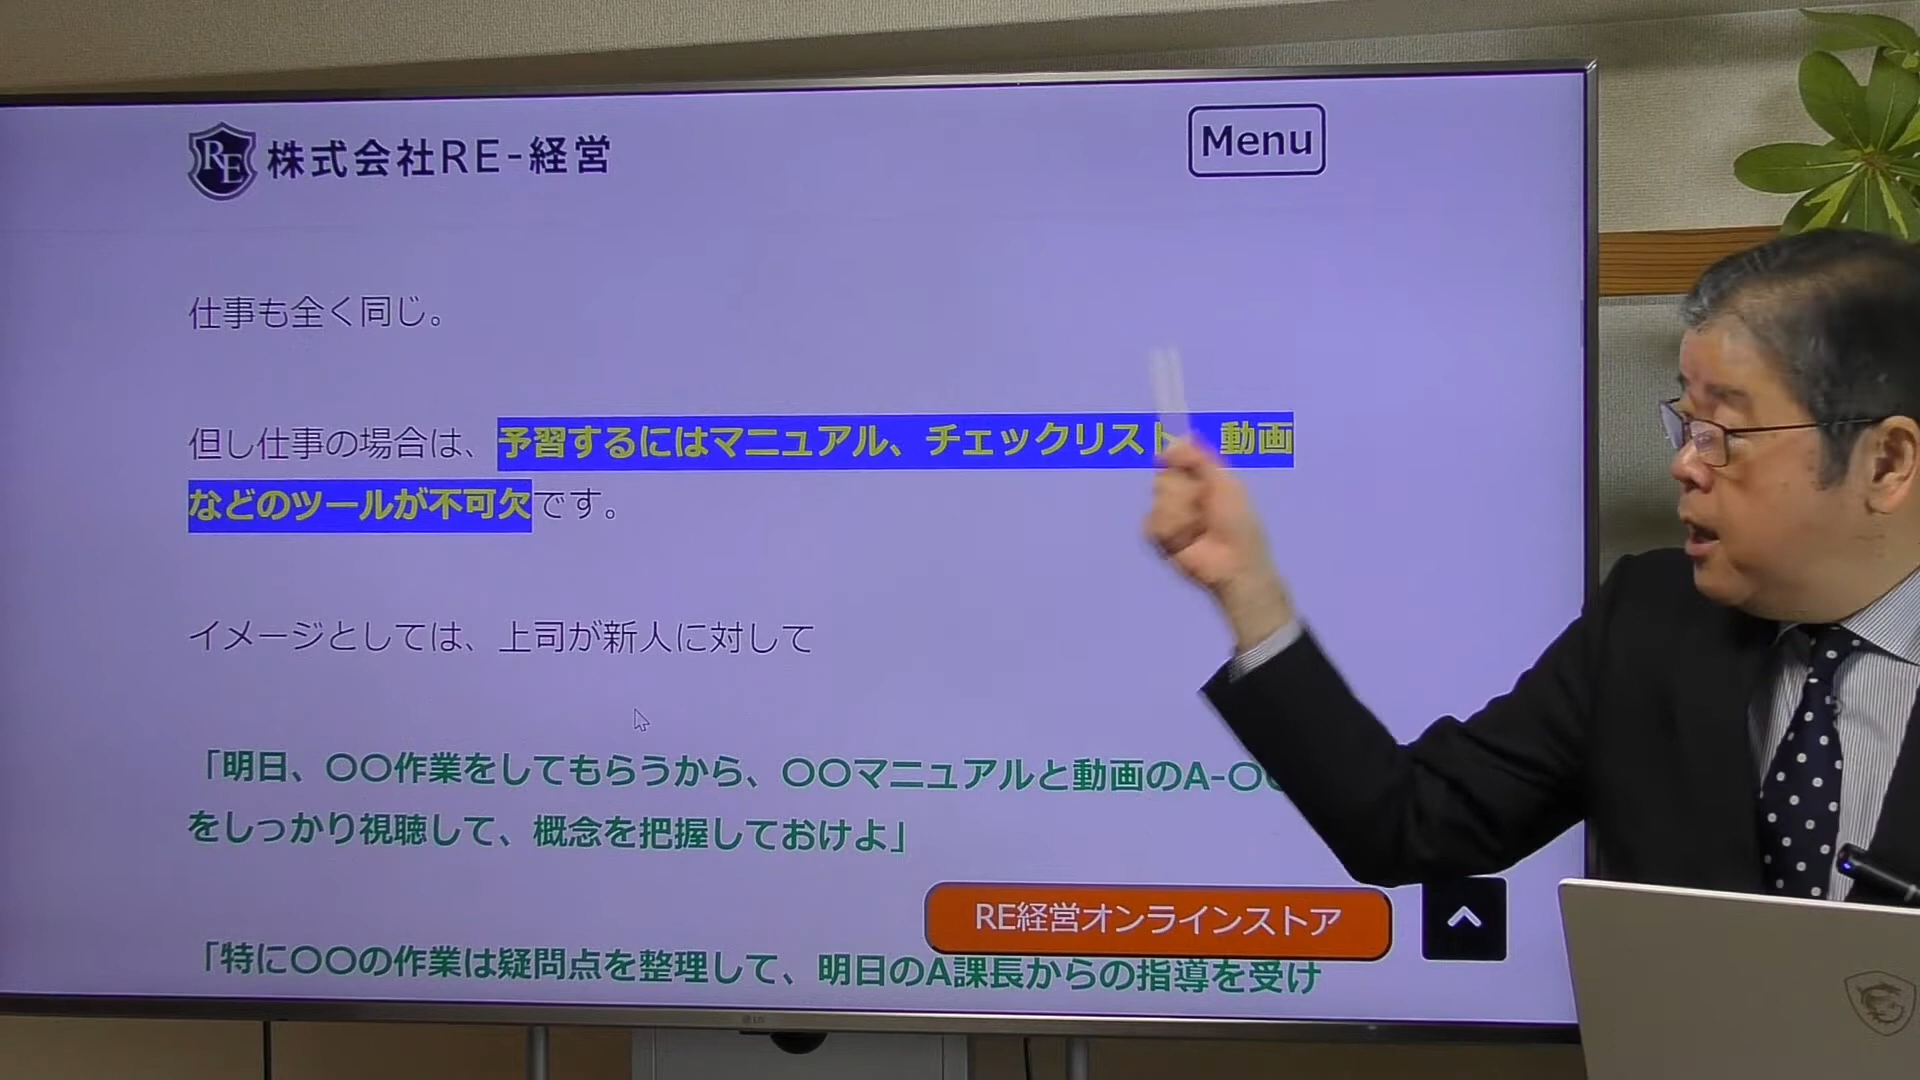 RE 株式会社RE-経営
Menu
仕事も全く同じ。
但し仕事の場合は、予習するにはマニュアル、チェックリスト、動画
などのツールが不可欠です。
イメージとしては、上司が新人に対して
「明日、〇〇作業をしてもらうから、〇〇マニュアルと動画のA-〇
をしっかり視聴して、概念を把握しておけよ」
RE経営オンラインストア
「特に〇〇の作業は疑問点を整理して、明日のA課長からの指導を受け
LG